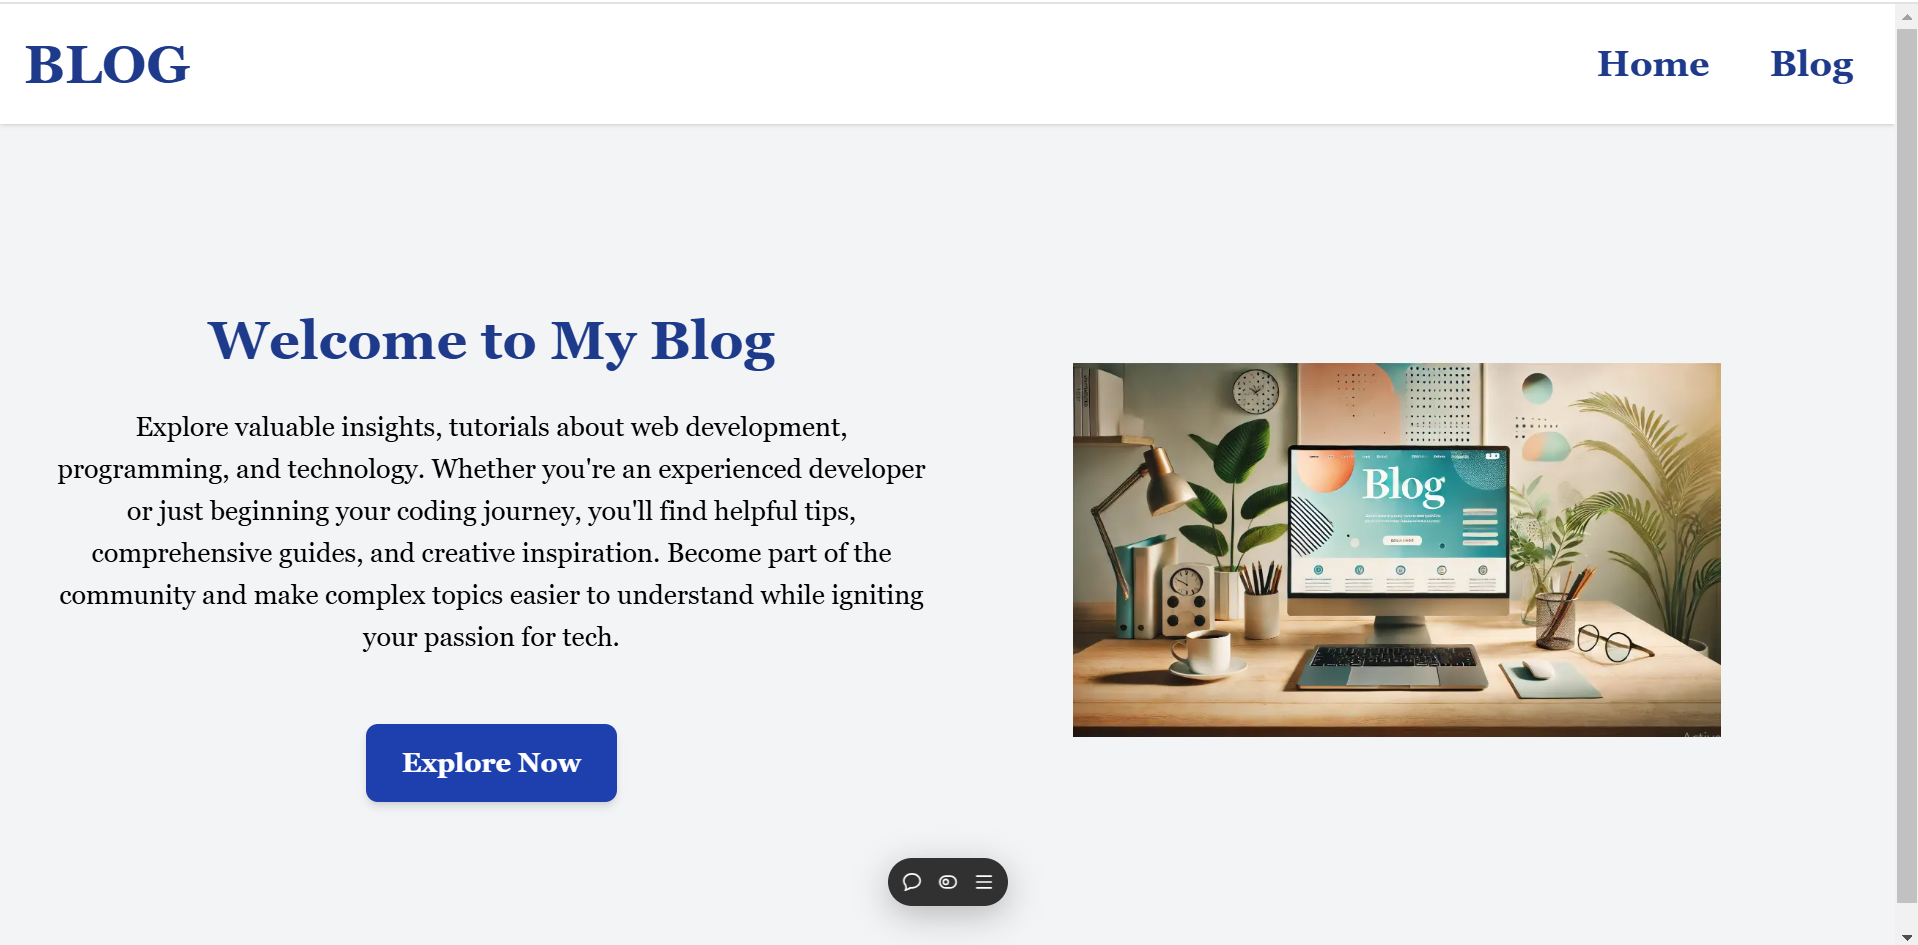 BLOG
Home
Blog
Welcome to My Blog
Explore valuable insights, tutorials about web development,
programming, and technology. Whether you're an experienced developer
or just beginning your coding journey, you'll find helpful tips,
comprehensive guides, and creative inspiration. Become part of the
community and make complex topics easier to understand while igniting
your passion for tech.
Explore Now
Blog